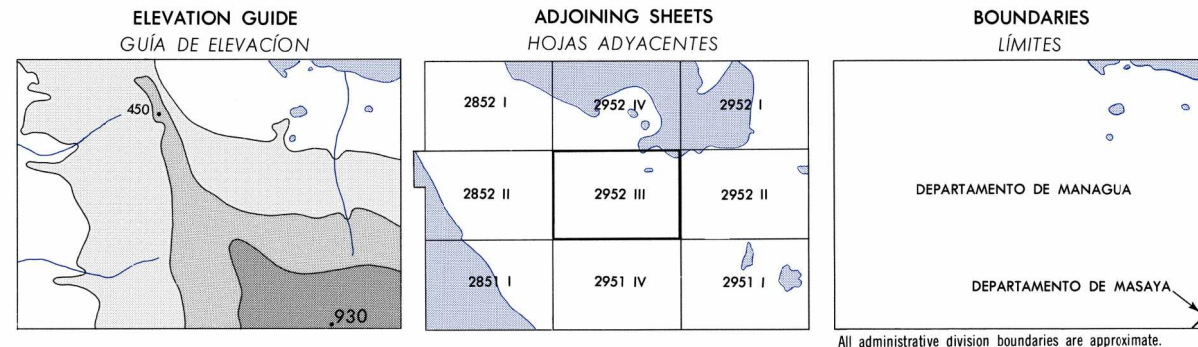 ELEVATION GUIDE
GUÍA DE ELEVACÍON
450
.930
ADJOINING SHEETS
HOJAS ADYACENTES
2852 I
2952 IV
2952 I
2852 II
2952 III
2952 II
2851 I
2951 IV
2951 I
BOUNDARIES
LÍMITES
DEPARTAMENTO DE MANAGUA
DEPARTAMENTO DE MASAYA
All administrative division boundaries are approximate.